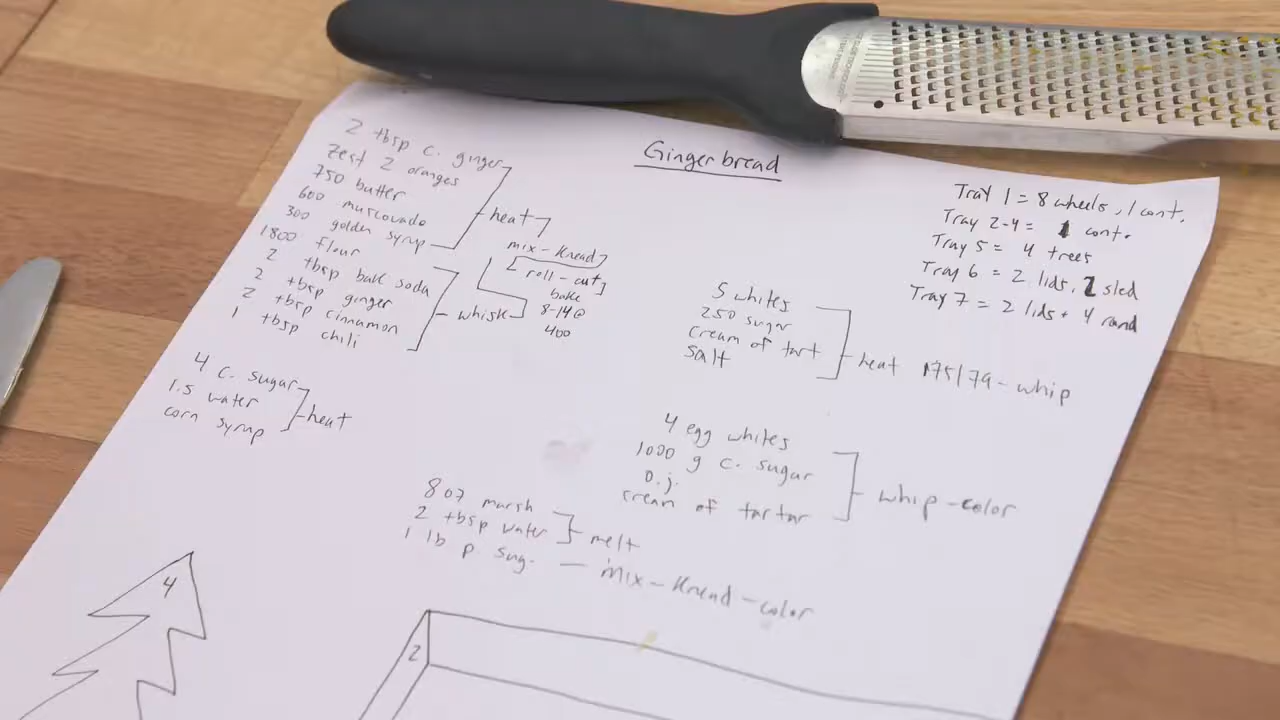 Gingerbread
2 tbsp c. ginger
zest 2 oranges
750 butter
600 muscovado
300 golden syrup
heat
1800 flour
2 tbsp bake soda
2 tbsp ginger
2 tbsp cinnamon
1 tbsp chili
whisk
mix-knead
roll-cut
bake
8-14@
400
4 c. sugar
1.5 water
corn syrup
heat
Tray 1 = 8 wheels, 1 cont.
Tray 2-4 = 1 cont.
Tray 5 = 4 trees
Tray 6 = 2 lids, 2 sled
Tray 7 = 2 lids + 4 rand
5 whites
250 sugar
cream of tart
salt
heat 175/79-whip
4 egg whites
1000 g c. sugar
O.j.
cream of tartar
whip-color
8 oz marsh
2 tbsp water
melt
1 lb p sug. — mix-knead-color
4
2